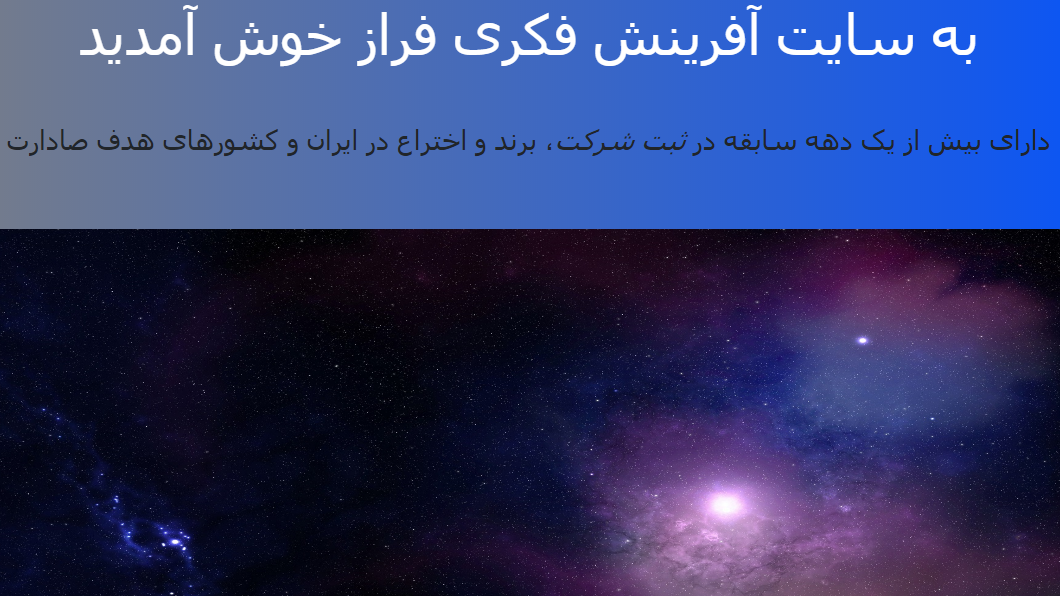 به سایت آفرینش فکری فراز خوش آمدید
دارای بیش از یک دهه سابقه در ثبت شرکت، برند و اختراع در ایران و کشورهای هدف صادارت